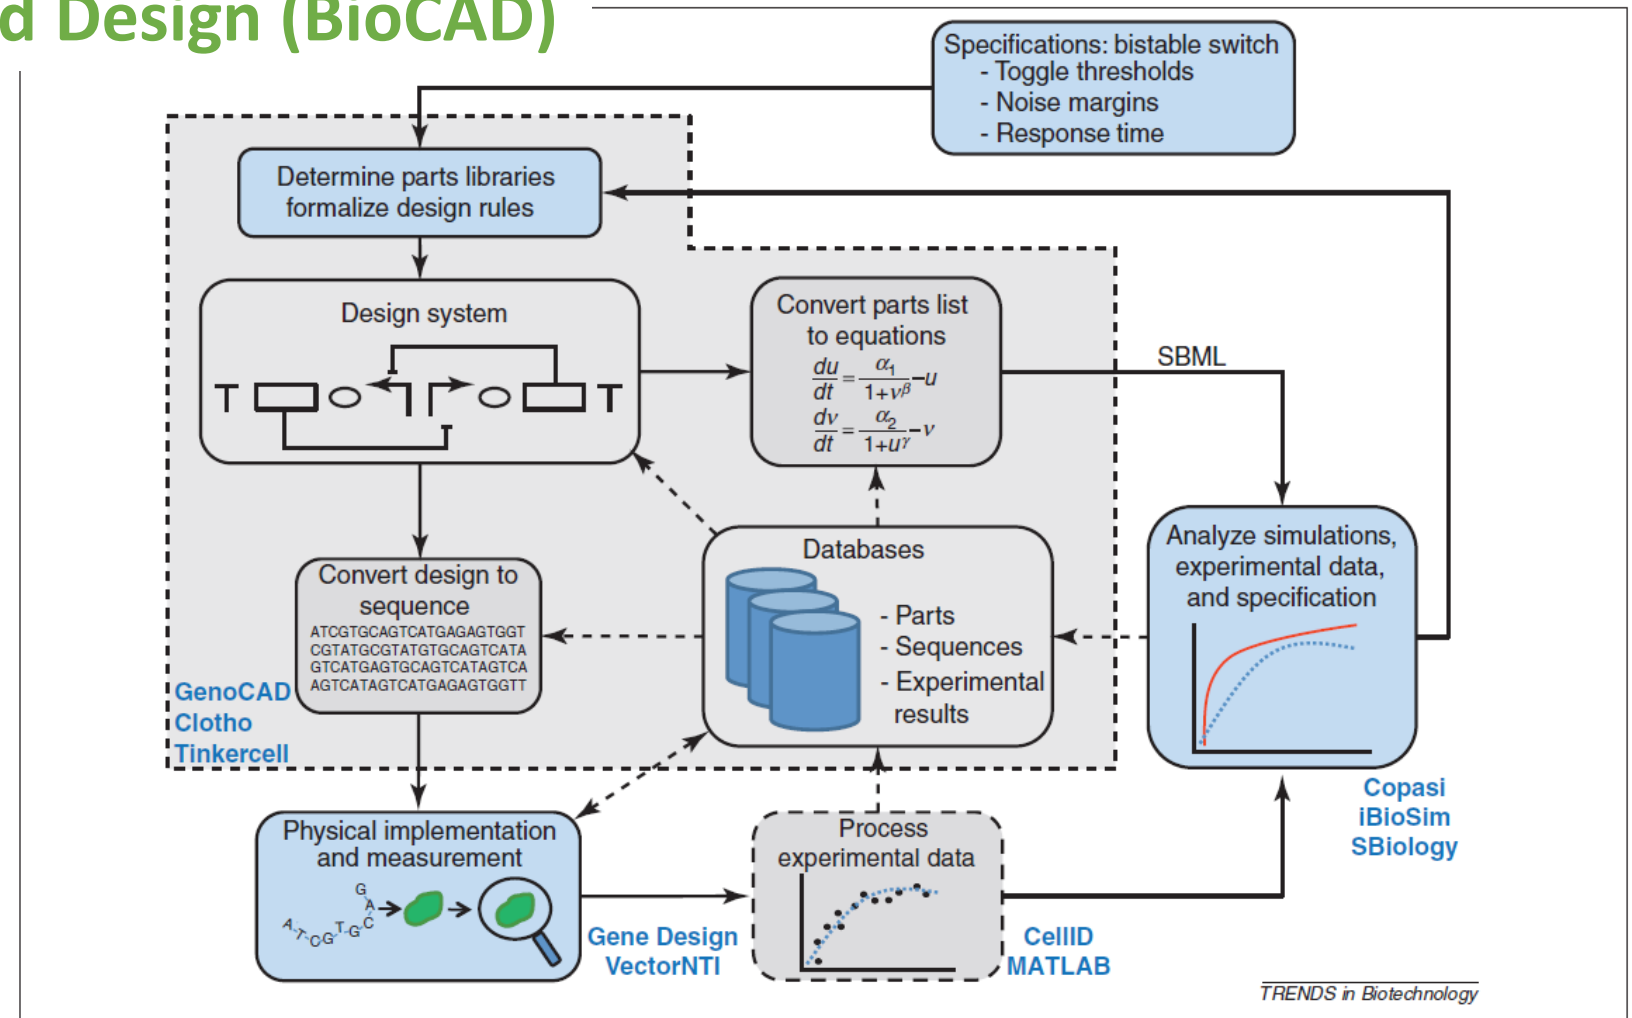 d Design (BioCAD)
Specifications: bistable switch
- Toggle thresholds
- Noise margins
- Response time
Determine parts libraries
formalize design rules
Design system
T
T
Convert parts list
to equations
du/dt = α₁/(1+vᵝ) – u
dv/dt = α₂/(1+uᵞ) – v
SBML
Databases
- Parts
- Sequences
- Experimental
results
Analyze simulations,
experimental data,
and specification
Convert design to
sequence
ATCGTGCAGTCATGAGAGTGGT
CGTATGCGTATGTGCAGTCATA
GTCATGAGTGCAGTCATAGTCA
AGTCATAGTCATGAGAGTGGTT
GenoCAD
Clotho
Tinkercell
Copasi
iBioSim
SBiology
Physical implementation
and measurement
ATCGTGCAG
Gene Design
VectorNTI
Process
experimental data
CellID
MATLAB
TRENDS in Biotechnology